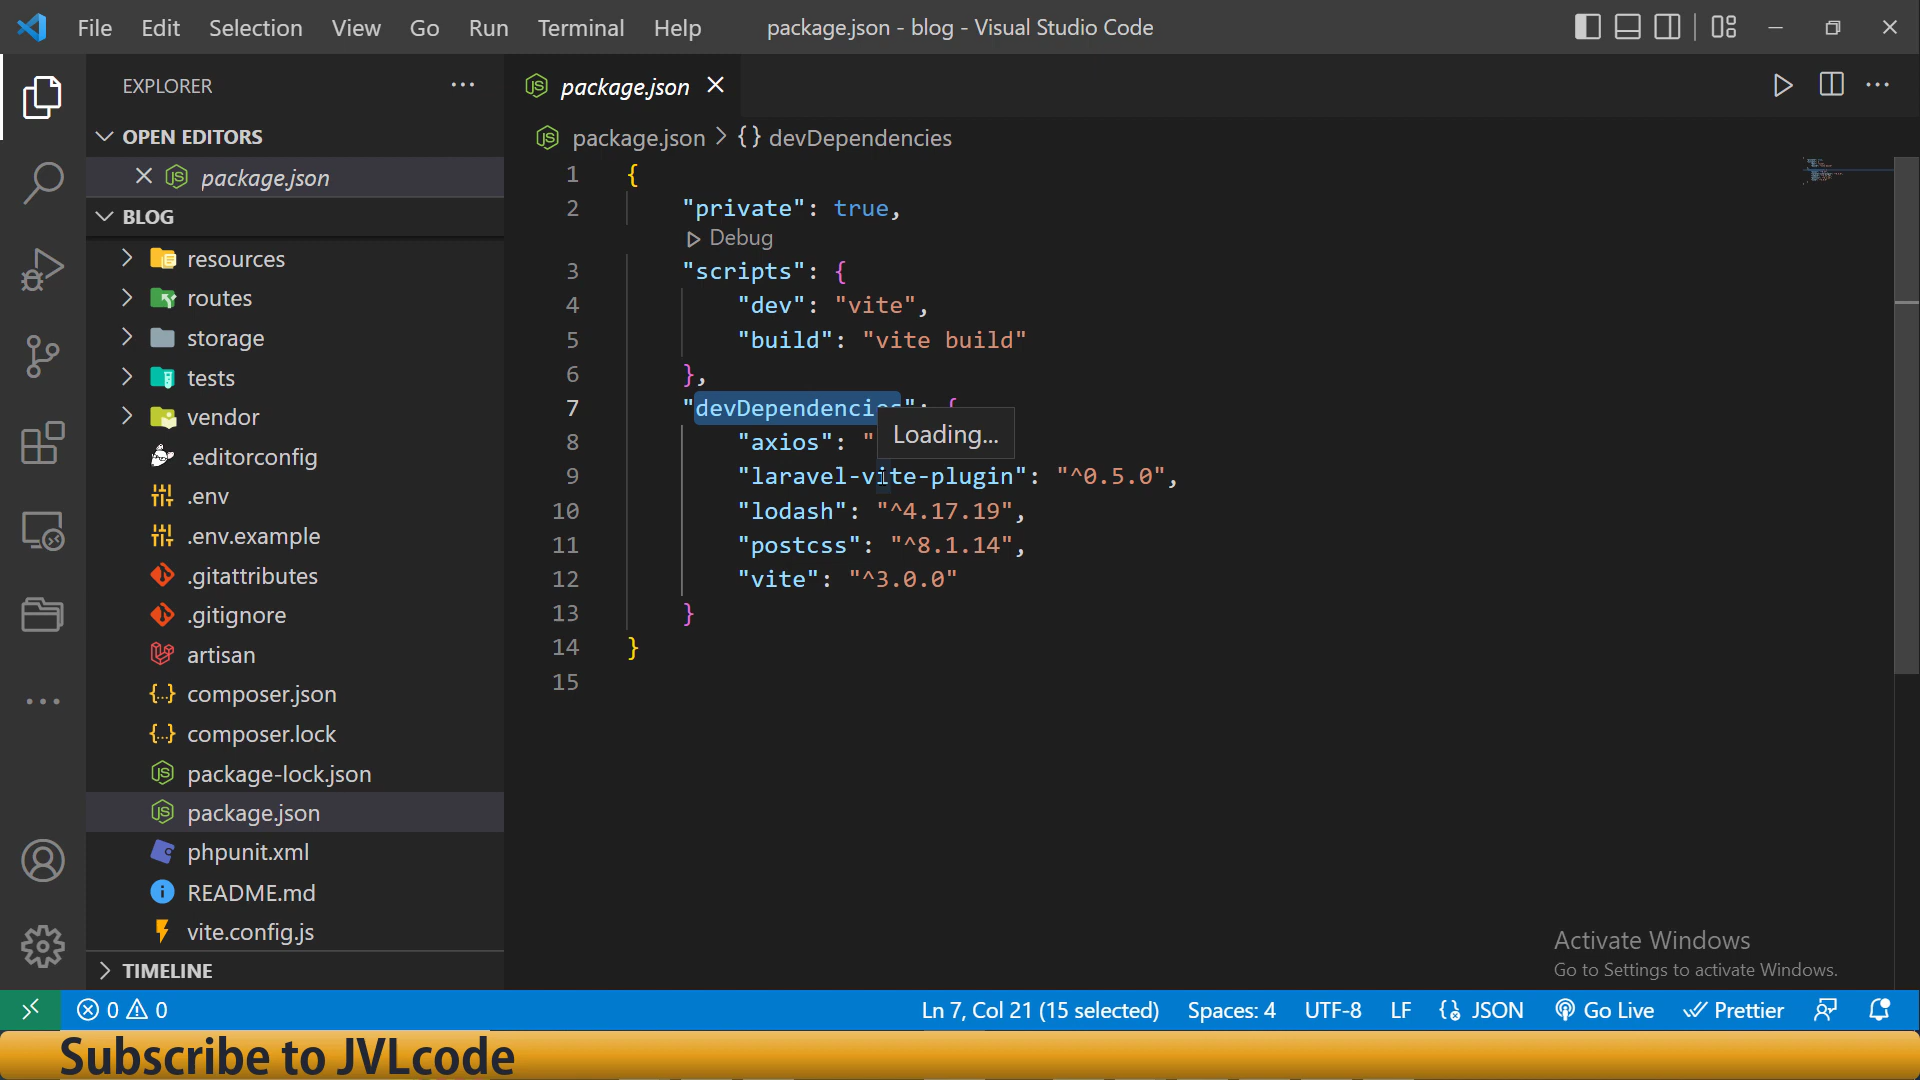 File Edit Selection View Go Run Terminal Help package.json - blog - Visual Studio Code
EXPLORER
OPEN EDITORS
package.json
BLOG
resources
routes
storage
tests
vendor
.editorconfig
.env
.env.example
.gitattributes
.gitignore
artisan
composer.json
composer.lock
package-lock.json
package.json
phpunit.xml
README.md
vite.config.js
TIMELINE
package.json
package.json > {} devDependencies
1 {
2 "private": true,
Debug
3 "scripts": {
4 "dev": "vite",
5 "build": "vite build"
6 },
7 "devDependencies": {
Loading...
8 "axios": "
9 "laravel-vite-plugin": "^0.5.0",
10 "lodash": "^4.17.19",
11 "postcss": "^8.1.14",
12 "vite": "^3.0.0"
13 }
14 }
15
Activate Windows
Go to Settings to activate Windows.
0 0 Ln 7, Col 21 (15 selected) Spaces: 4 UTF-8 LF {} JSON Go Live Prettier
Subscribe to JVLcode